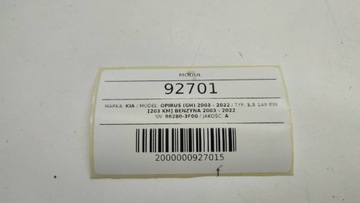 MODUŁ
92701
MARKA: KIA / MODEL: OPIRUS (GH) 2003 - 2022 / TYP: 3.5 149 KW
[203 KM] BENZYNA 2003 - 2022
SN: 96280-3F00 / JAKOŚĆ: A
2000000927015